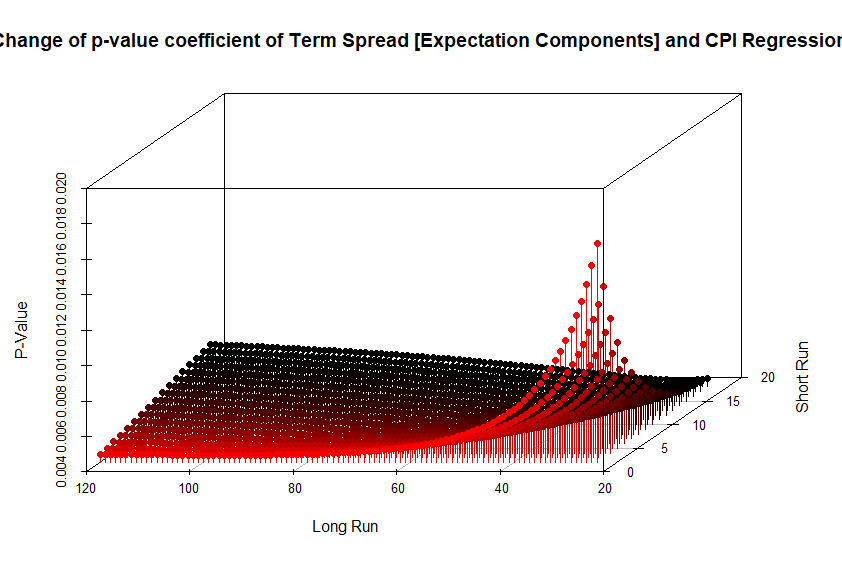 Change of p-value coefficient of Term Spread [Expectation Components] and CPI Regression
P-Value
0.004 0.006 0.008 0.010 0.012 0.014 0.016 0.018 0.020
120 100 80 60 40 20
Long Run
0 5 10 15 20
Short Run